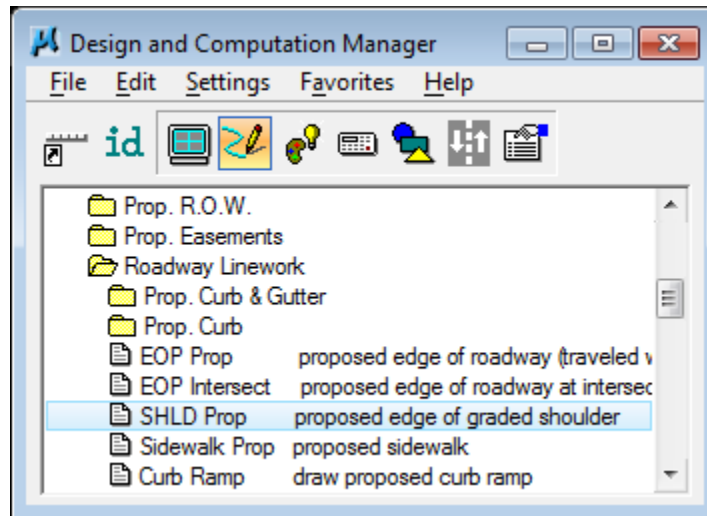 Design and Computation Manager
File Edit Settings Favorites Help
id
Prop. R.O.W.
Prop. Easements
Roadway Linework
Prop. Curb & Gutter
Prop. Curb
EOP Prop proposed edge of roadway (traveled v
EOP Intersect proposed edge of roadway at intersec
SHLD Prop proposed edge of graded shoulder
Sidewalk Prop proposed sidewalk
Curb Ramp draw proposed curb ramp